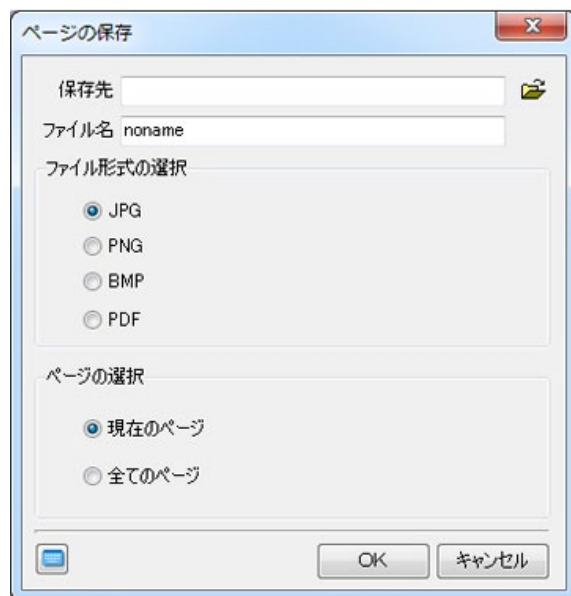 ページの保存
保存先
ファイル名 noname
ファイル形式の選択
JPG
PNG
BMP
PDF
ページの選択
現在のページ
全てのページ
OK キャンセル